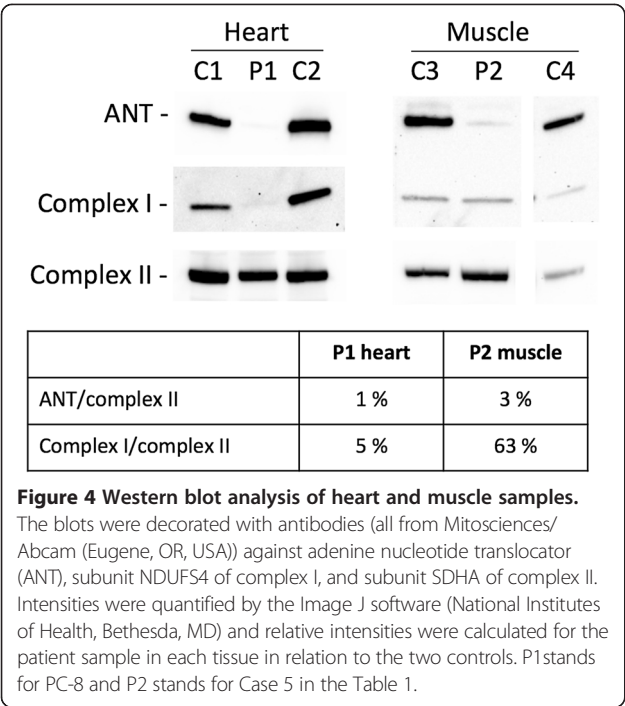 Heart
Muscle
C1 P1 C2
C3 P2 C4
ANT -
Complex I -
Complex II -
P1 heart P2 muscle
ANT/complex II 1 % 3 %
Complex I/complex II 5 % 63 %
Figure 4 Western blot analysis of heart and muscle samples.
The blots were decorated with antibodies (all from Mitosciences/
Abcam (Eugene, OR, USA)) against adenine nucleotide translocator
(ANT), subunit NDUFS4 of complex I, and subunit SDHA of complex II.
Intensities were quantified by the Image J software (National Institutes
of Health, Bethesda, MD) and relative intensities were calculated for the
patient sample in each tissue in relation to the two controls. P1stands
for PC-8 and P2 stands for Case 5 in the Table 1.